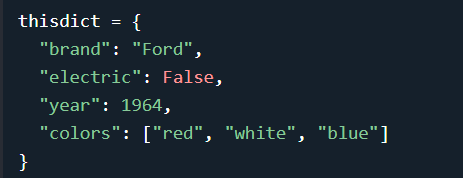 thisdict = {
  "brand": "Ford",
  "electric": False,
  "year": 1964,
  "colors": ["red", "white", "blue"]
}